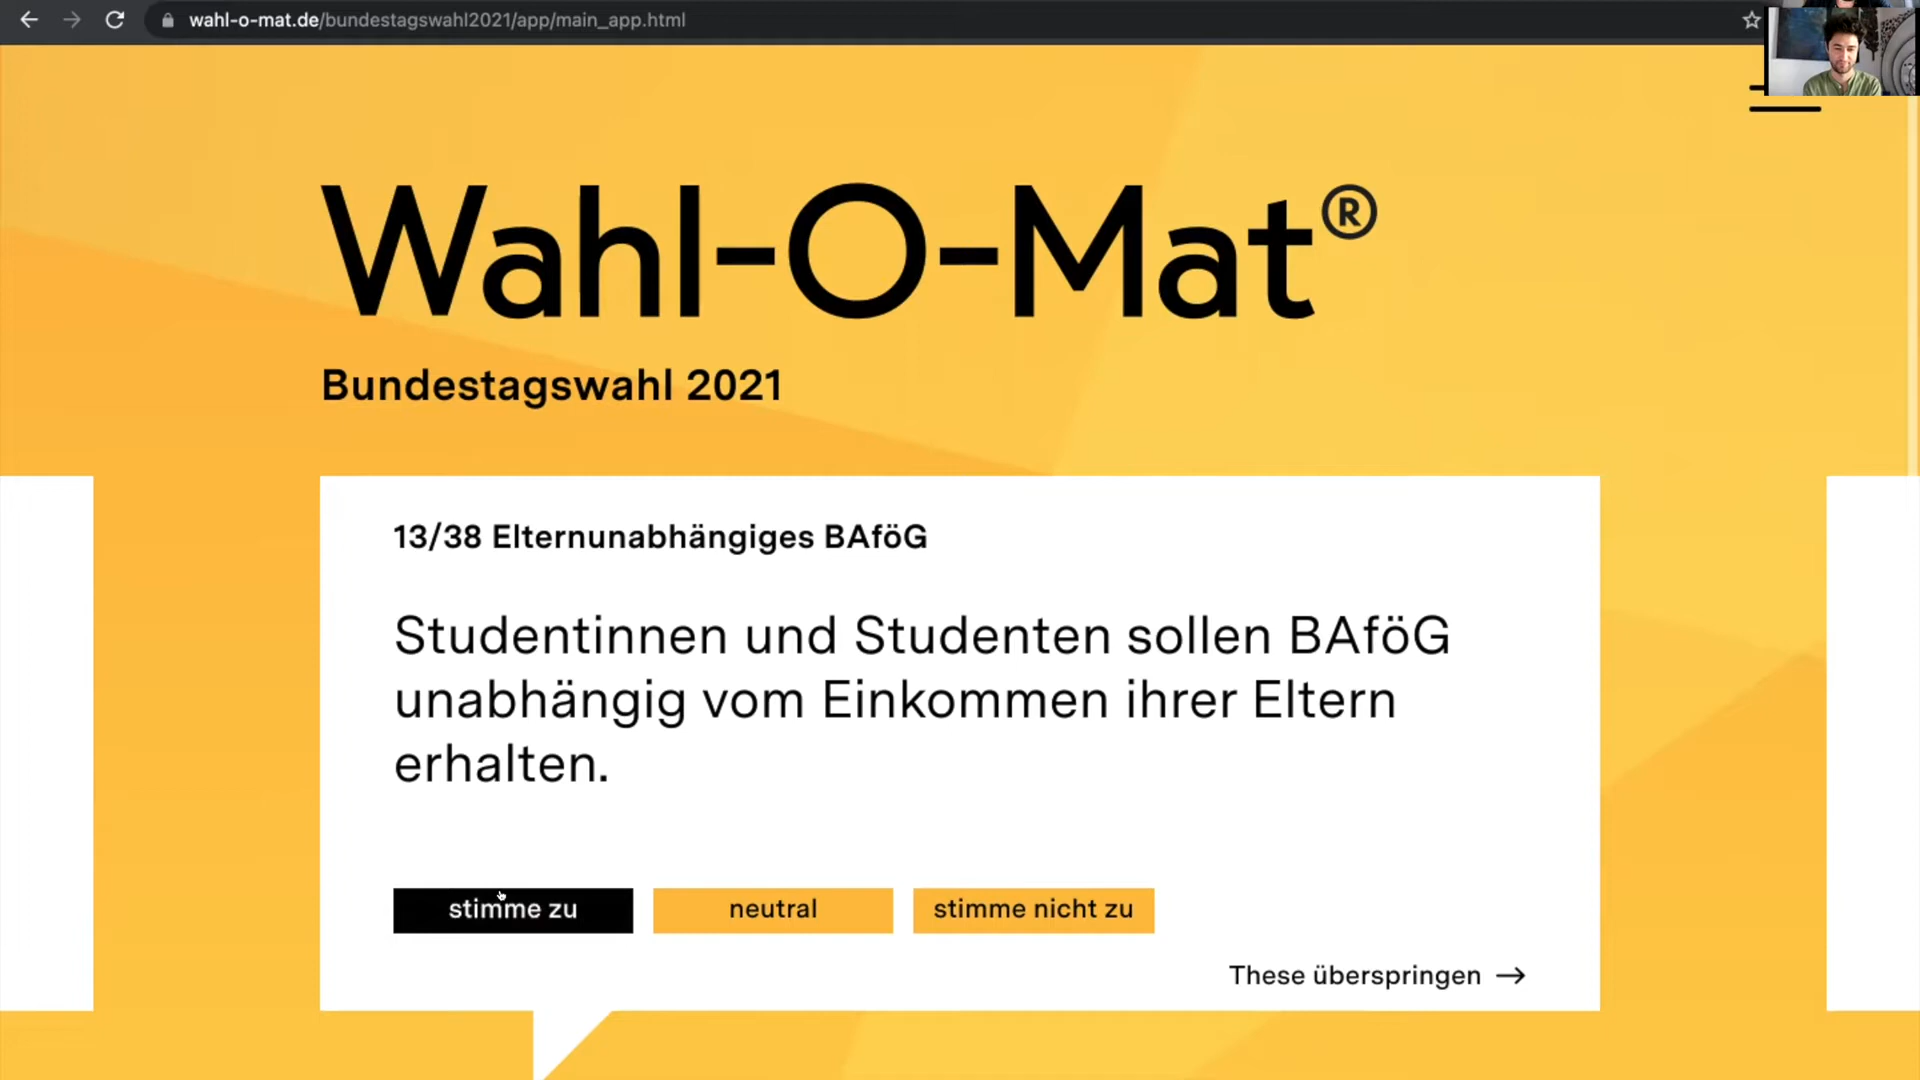 wahl-o-mat.de/bundestagswahl2021/app/main_app.html
Wahl-O-Mat®
Bundestagswahl 2021
13/38 Elternunabhängiges BAföG
Studentinnen und Studenten sollen BAföG
unabhängig vom Einkommen ihrer Eltern
erhalten.
stimme zu
neutral
stimme nicht zu
These überspringen →